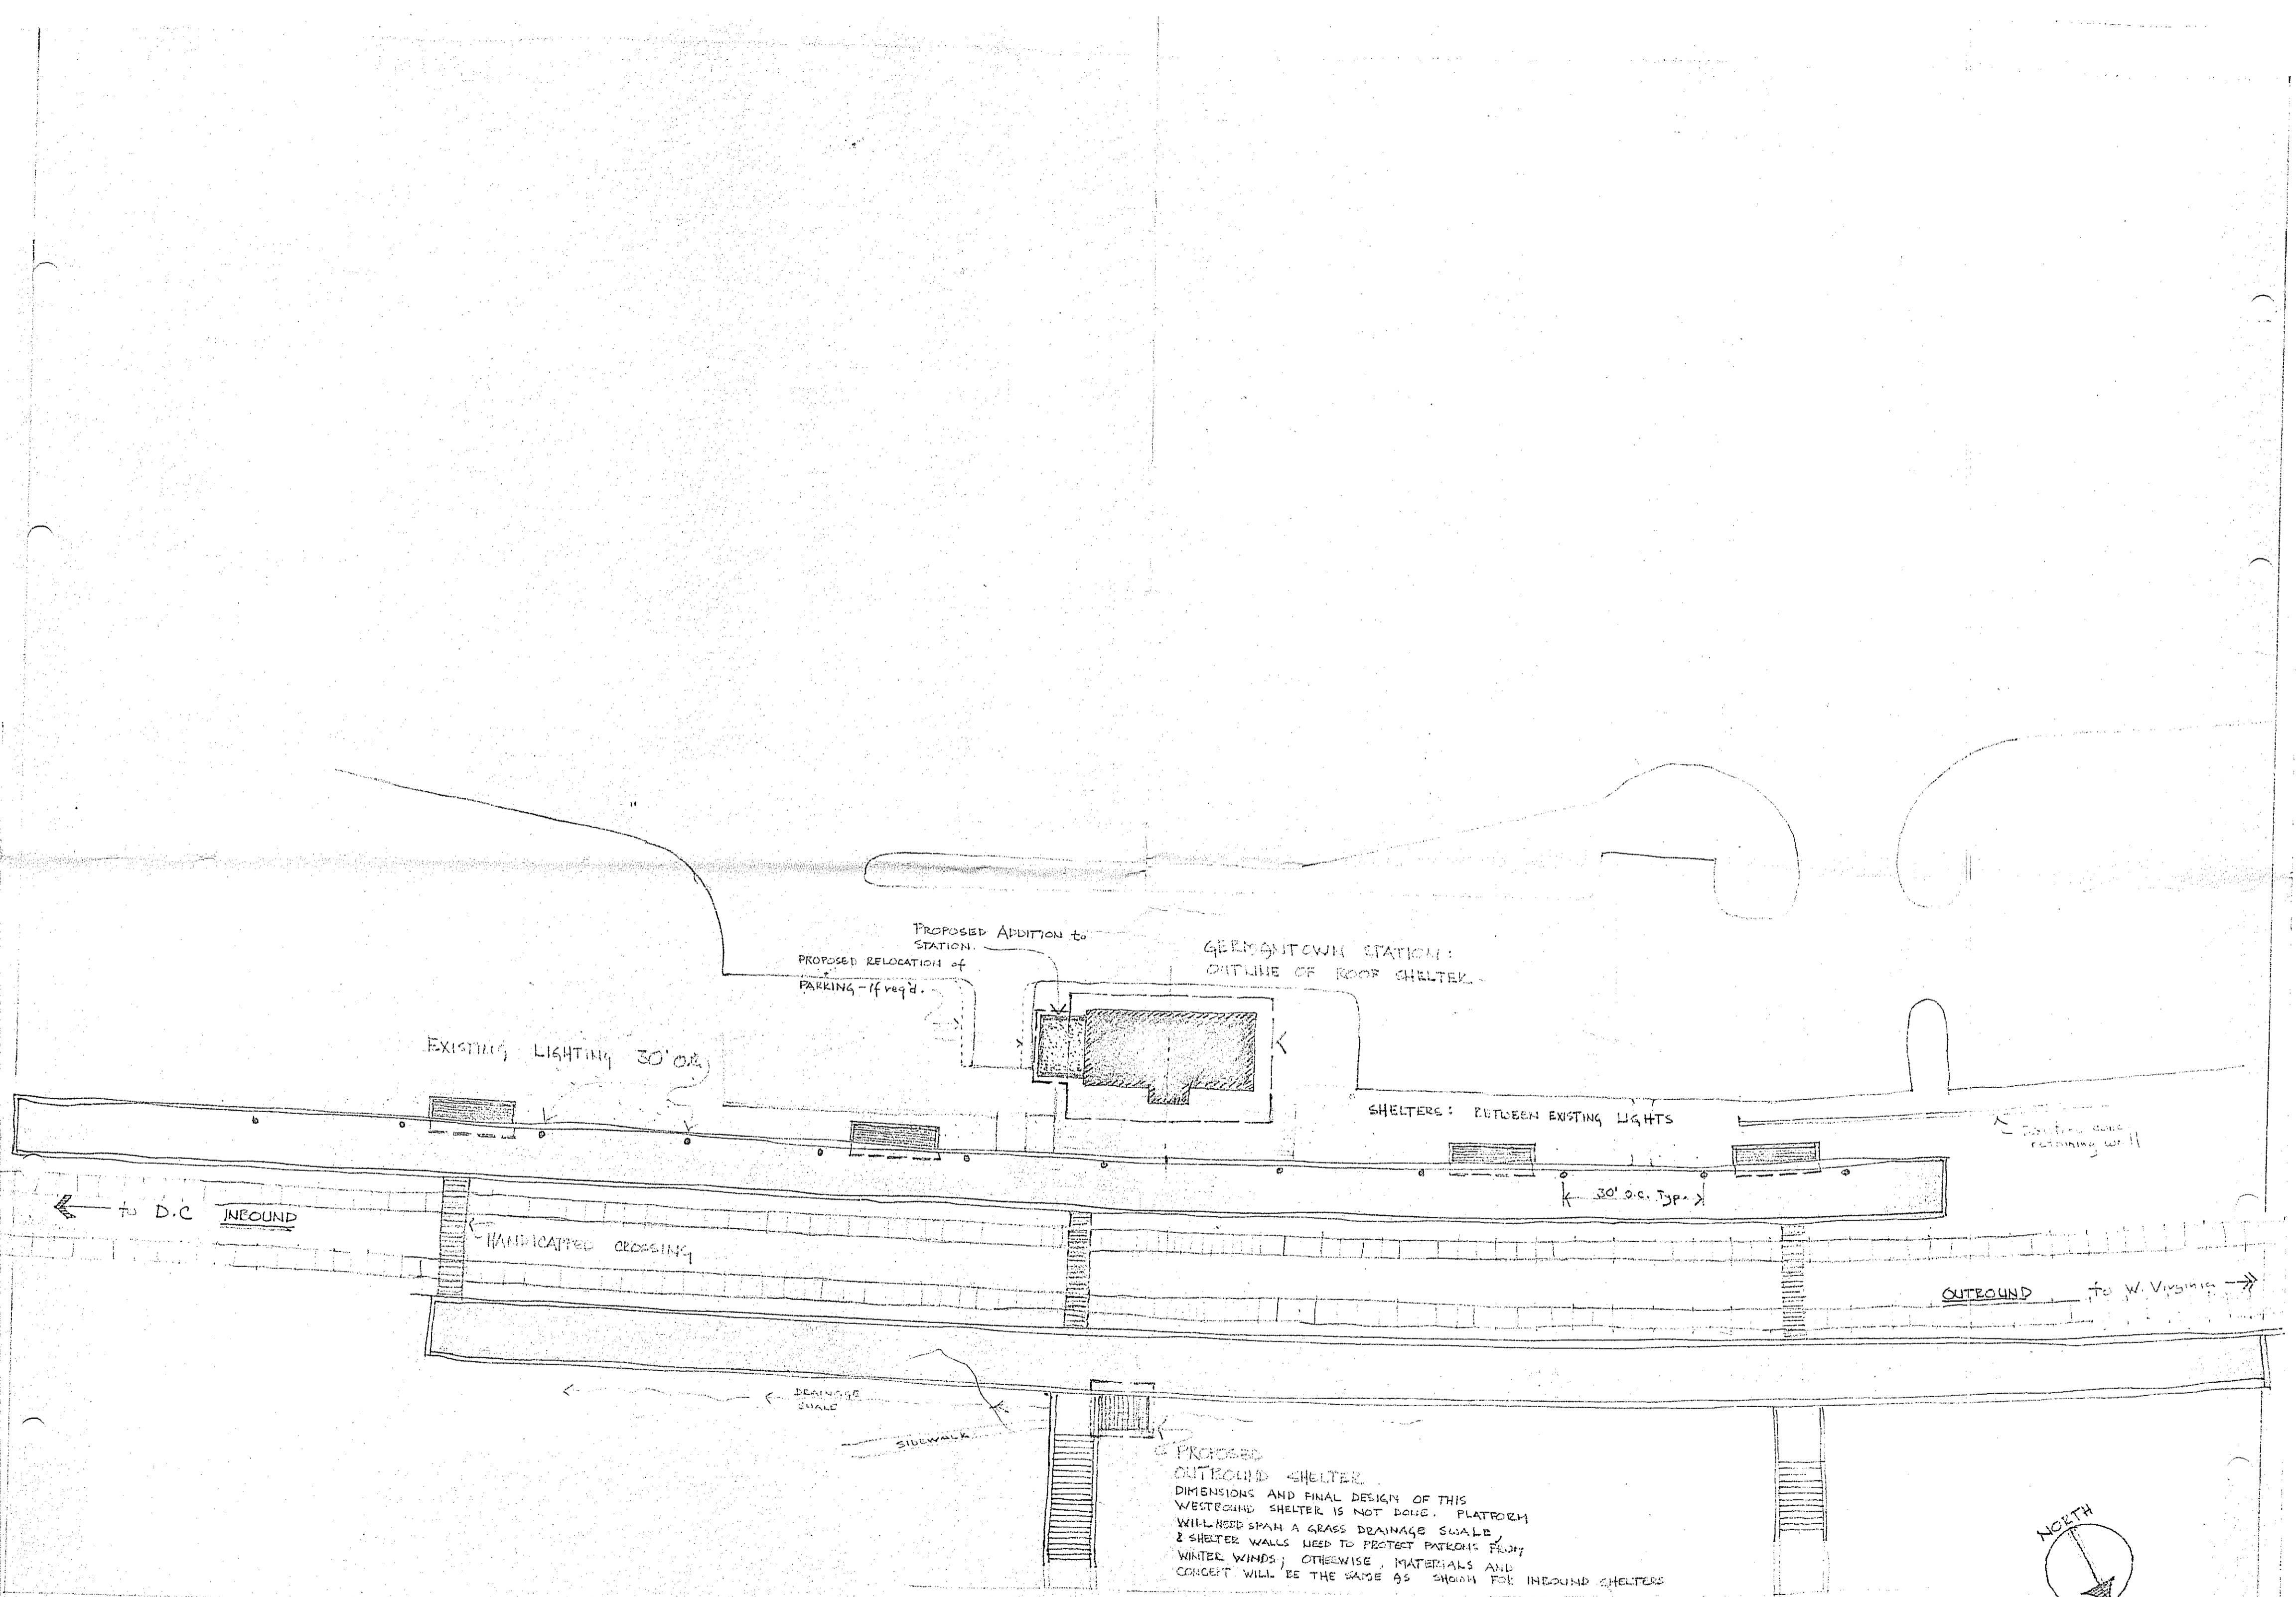 PROPOSED ADDITION to
STATION.
PROPOSED RELOCATION of
PARKING - If req'd.
GERMANTOWN STATION:
OUTLINE OF ROOF SHELTER
EXISTING LIGHTING 30' O.C.
SHELTERS: BETWEEN EXISTING LIGHTS
retaining wall
30' O.C. Typ.
to D.C INBOUND
HANDICAPPED CROSSING
OUTBOUND to W. Virginia
DRAINAGE
SWALE
SIDEWALK
PROPOSED
OUTBOUND SHELTER
DIMENSIONS AND FINAL DESIGN OF THIS
WESTBOUND SHELTER IS NOT DONE. PLATFORM
WILL NEED SPAN A GRASS DRAINAGE SWALE,
& SHELTER WALLS NEED TO PROTECT PATRONS FROM
WINTER WINDS; OTHERWISE, MATERIALS AND
CONCEPT WILL BE THE SAME AS SHOWN FOR INBOUND SHELTERS
NORTH